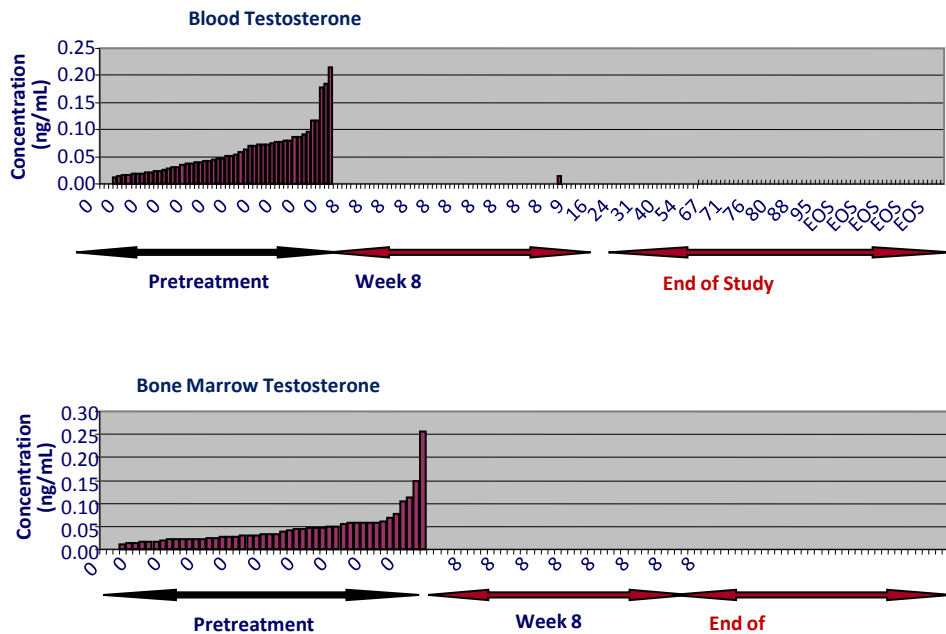 Blood Testosterone
Concentration
(ng/mL)
0.25
0.20
0.15
0.10
0.05
0.00
0 0 0 0 0 0 0 0 0 0 0 8 8 8 8 8 8 8 8 8 8 9 16 24 31 40 54 67 71 76 80 88 95 EOS EOS EOS EOS EOS
Pretreatment Week 8 End of Study
Bone Marrow Testosterone
Concentration
(ng/mL)
0.30
0.25
0.20
0.15
0.10
0.05
0.00
0 0 0 0 0 0 0 0 0 0 8 8 8 8 8 8 8 8
Pretreatment Week 8 End of